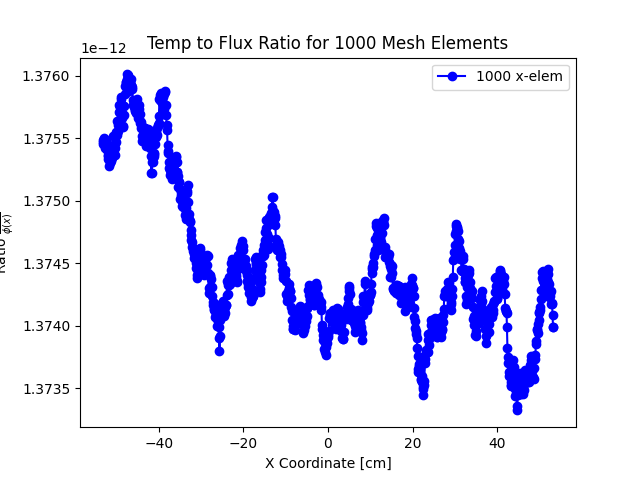 Temp to Flux Ratio for 1000 Mesh Elements
1e−12
1000 x-elem
1.3760
1.3755
1.3750
1.3745
1.3740
1.3735
−40
−20
0
20
40
X Coordinate [cm]
Ratio
ϕ(x)